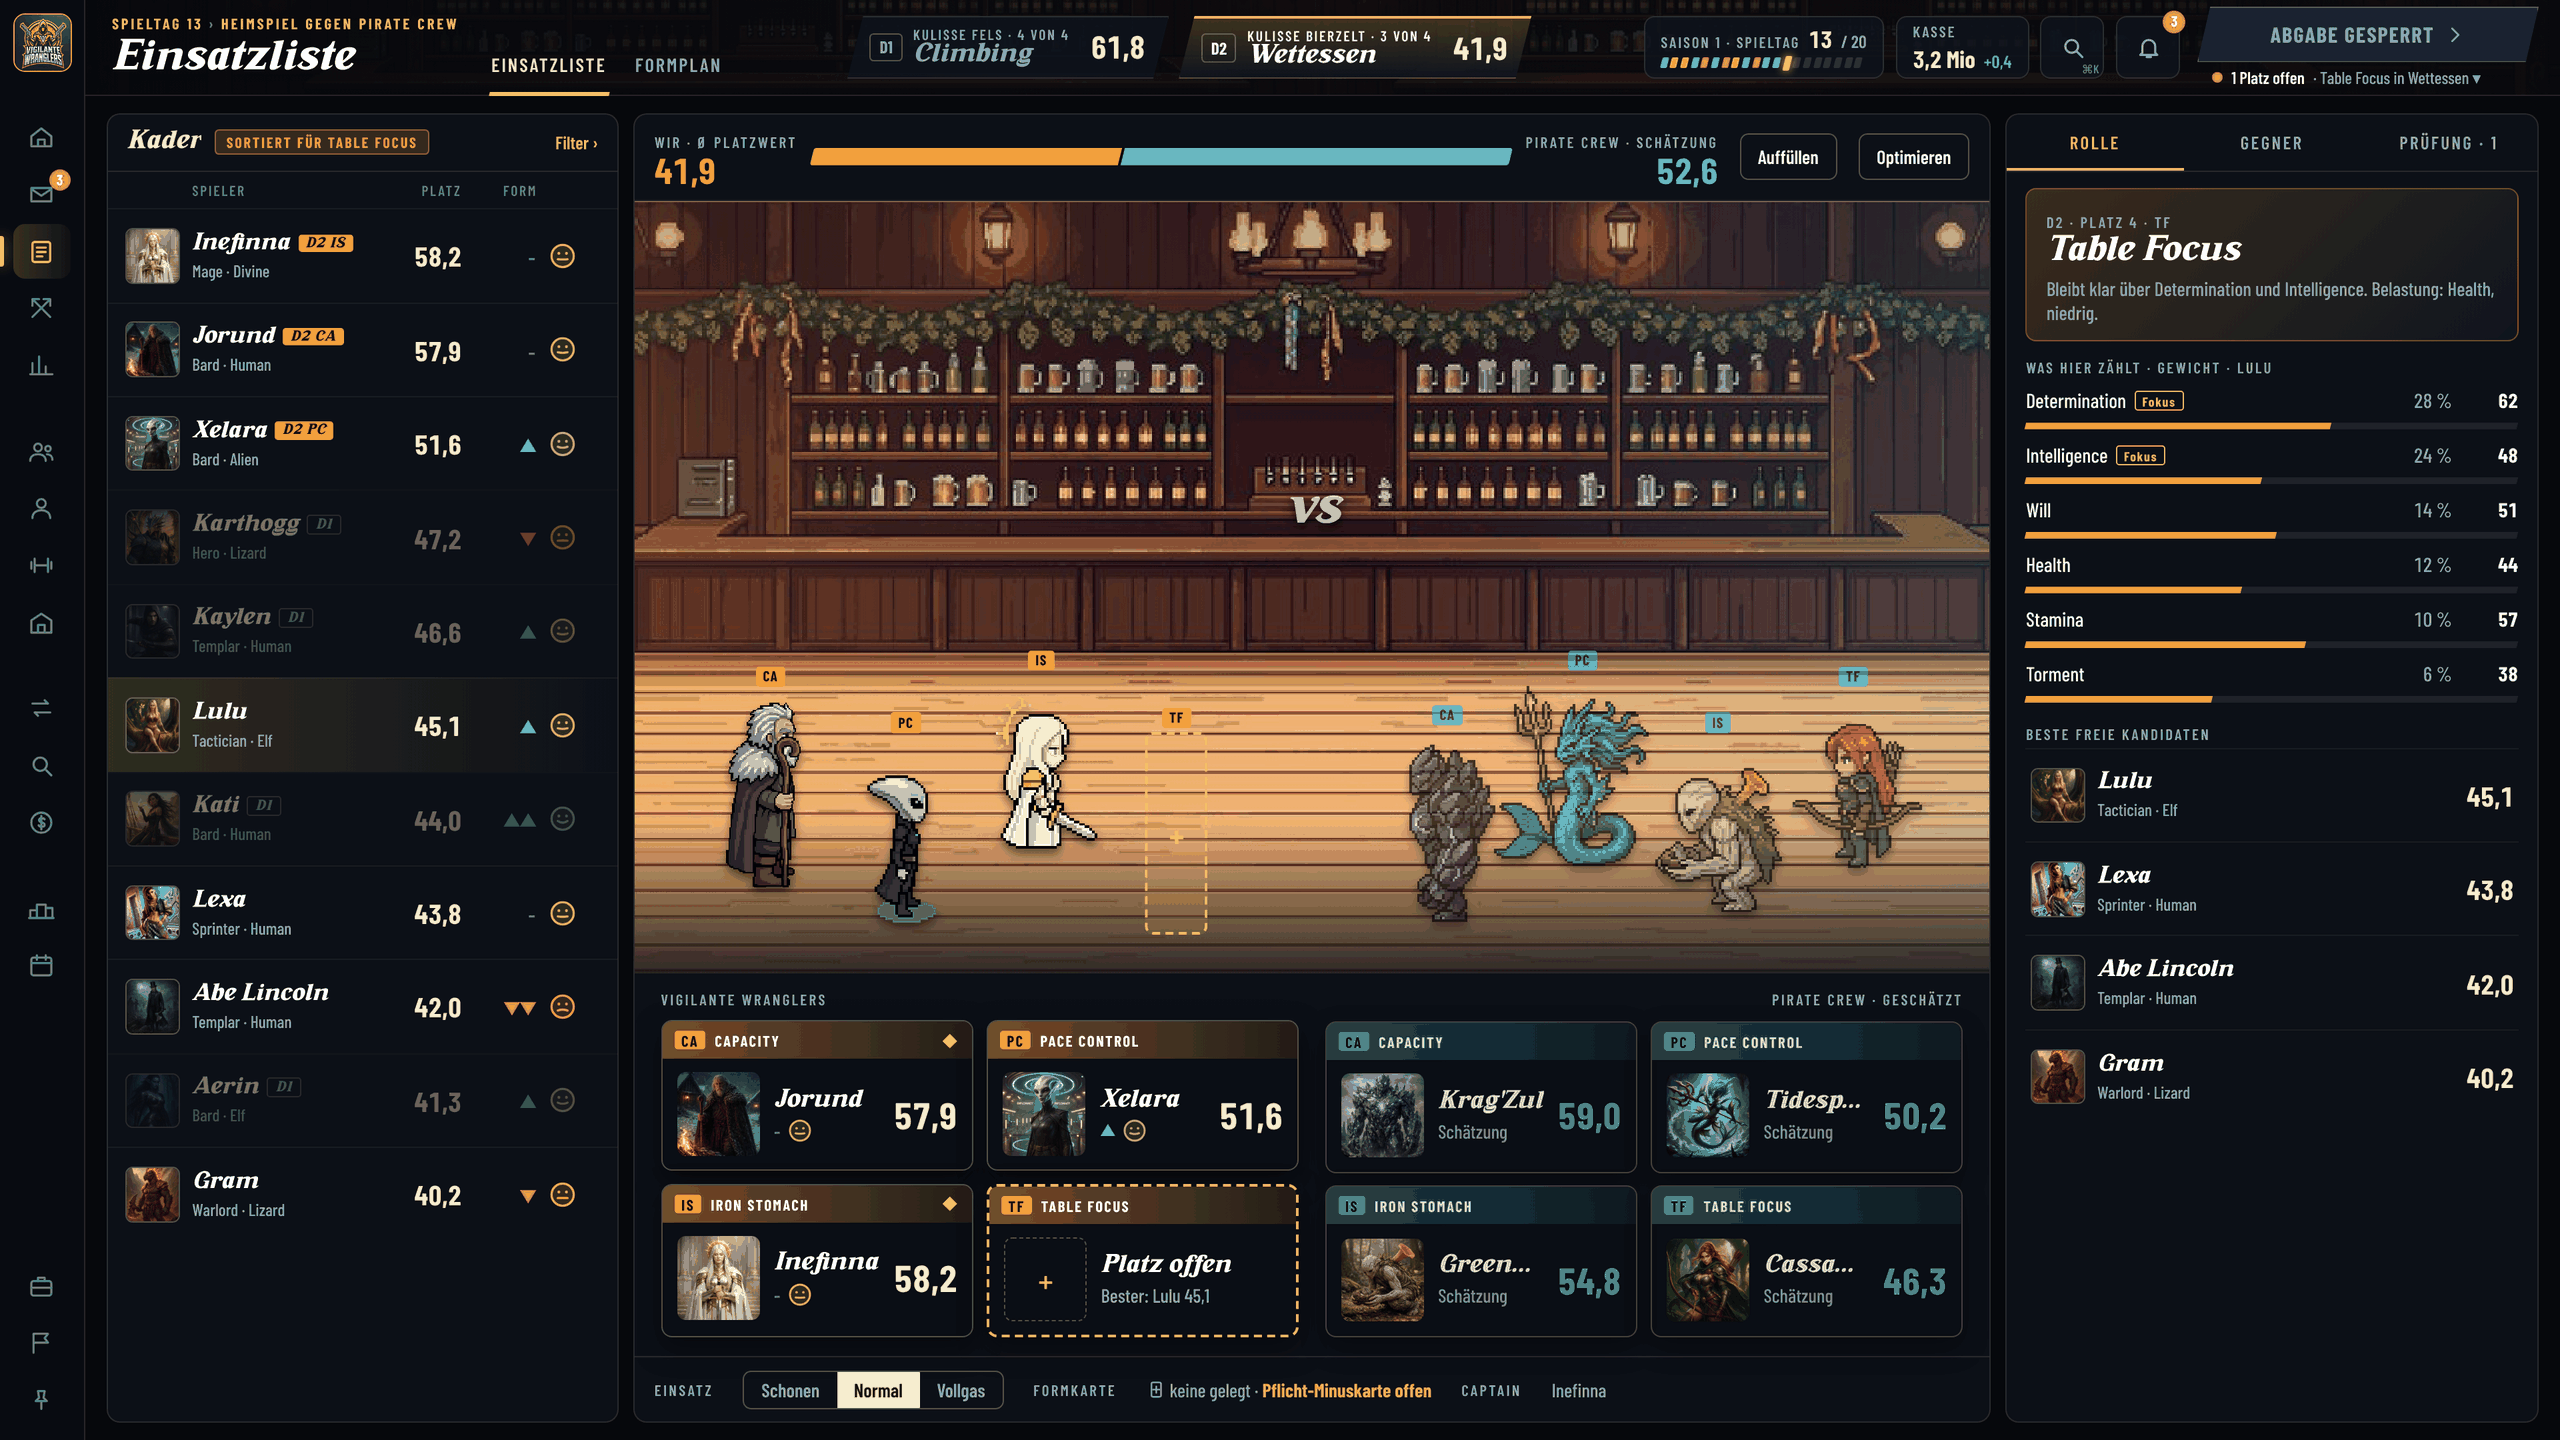 VIGILANTE WRANGLERS
SPIELTAG 13 › HEIMSPIEL GEGEN PIRATE CREW
Einsatzliste
EINSATZLISTE
FORMPLAN
D1
KULISSE FELS · 4 VON 4
Climbing
61,8
D2
KULISSE BIERZELT · 3 VON 4
Wettessen
41,9
SAISON 1 · SPIELTAG 13 / 20
KASSE
3,2 Mio +0,4
⌘K
3
ABGABE GESPERRT
1 Platz offen · Table Focus in Wettessen ▾
3
Kader
SORTIERT FÜR TABLE FOCUS
Filter ›
SPIELER PLATZ FORM
Inefinna D2 IS
Mage · Divine
58,2 -
Jorund D2 CA
Bard · Human
57,9 -
Xelara D2 PC
Bard · Alien
51,6 ▲
Karthogg D1
Hero · Lizard
47,2 ▼
Kaylen D1
Templar · Human
46,6 ▲
Lulu
Tactician · Elf
45,1 ▲
Kati D1
Bard · Human
44,0 ▲▲
Lexa
Sprinter · Human
43,8 -
Abe Lincoln
Templar · Human
42,0 ▼▼
Aerin D1
Bard · Elf
41,3 ▲
Gram
Warlord · Lizard
40,2 ▼
WIR · Ø PLATZWERT
41,9
PIRATE CREW · SCHÄTZUNG
52,6
Auffüllen
Optimieren
VS
CA
PC
IS
TF
CA
PC
IS
TF
+
VIGILANTE WRANGLERS
PIRATE CREW · GESCHÄTZT
CA CAPACITY
Jorund
-
57,9
PC PACE CONTROL
Xelara
▲
51,6
CA CAPACITY
Krag'Zul
Schätzung
59,0
PC PACE CONTROL
Tidesp...
Schätzung
50,2
IS IRON STOMACH
Inefinna
-
58,2
TF TABLE FOCUS
+
Platz offen
Bester: Lulu 45,1
IS IRON STOMACH
Green...
Schätzung
54,8
TF TABLE FOCUS
Cassa...
Schätzung
46,3
EINSATZ
Schonen
Normal
Vollgas
FORMKARTE
keine gelegt · Pflicht-Minuskarte offen
CAPTAIN
Inefinna
ROLLE
GEGNER
PRÜFUNG · 1
D2 · PLATZ 4 · TF
Table Focus
Bleibt klar über Determination und Intelligence. Belastung: Health,
niedrig.
WAS HIER ZÄHLT · GEWICHT · LULU
Determination Fokus 28 % 62
Intelligence Fokus 24 % 48
Will 14 % 51
Health 12 % 44
Stamina 10 % 57
Torment 6 % 38
BESTE FREIE KANDIDATEN
Lulu
Tactician · Elf
45,1
Lexa
Sprinter · Human
43,8
Abe Lincoln
Templar · Human
42,0
Gram
Warlord · Lizard
40,2